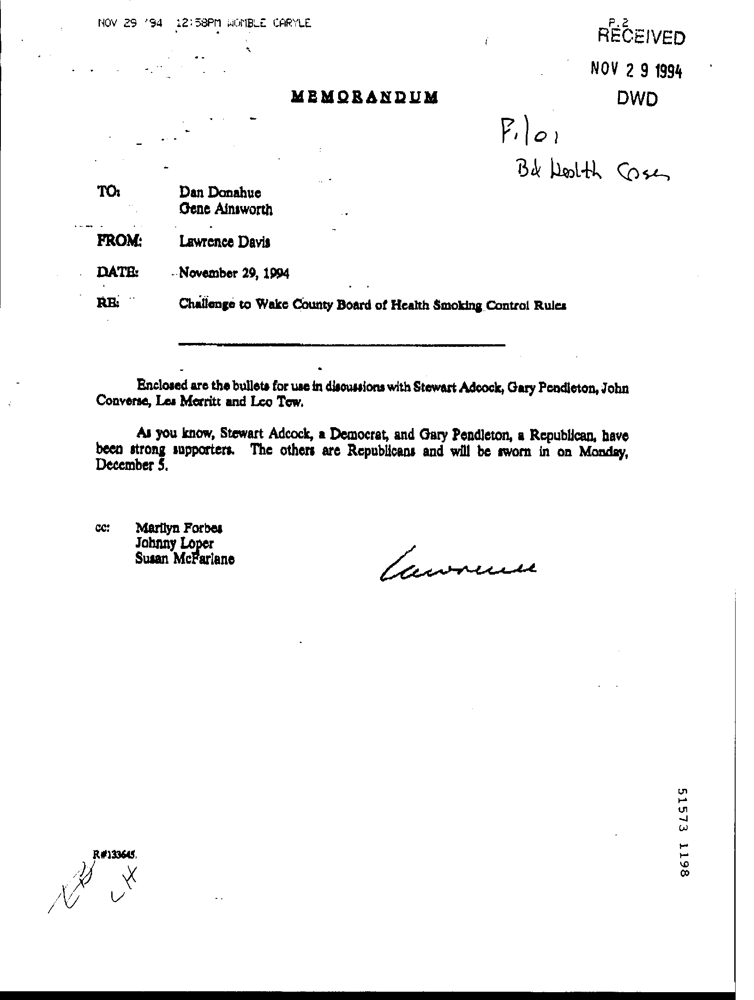 NOV 29 '94 12:58PM WOMBLE CARYLE P.2
RECEIVED
NOV 29 1994
DWD
MEMORANDUM
Bd Health Cases
TO: Dan Donahue
Gene Ainsworth
FROM: Lawrence Davis
DATE: November 29, 1994
RE: Challenge to Wake County Board of Health Smoking Control Rules
Enclosed are the bullets for use in discussions with Stewart Adcock, Gary Pendleton, John
Converse, Les Merritt and Leo Tew.
As you know, Stewart Adcock, a Democrat, and Gary Pendleton, a Republican, have
been strong supporters. The others are Republicans and will be sworn in on Monday,
December 5.
cc: Marilyn Forbes
Johnny Loper
Susan McFarlane
Lawrence
51573 1198
R#133645.
LH